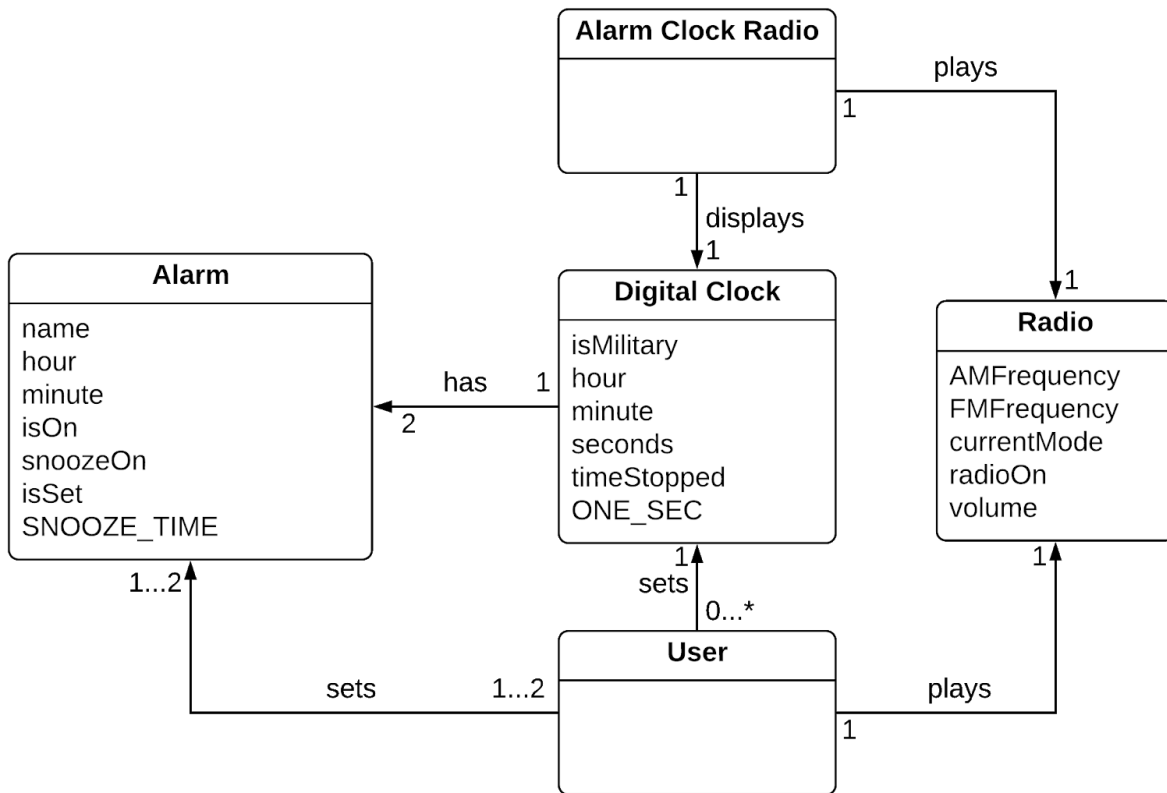 Alarm Clock Radio
plays
1
1
displays
1
1
Alarm
name
hour
minute
isOn
snoozeOn
isSet
SNOOZE_TIME
has
1
2
Digital Clock
isMilitary
hour
minute
seconds
timeStopped
ONE_SEC
Radio
AMFrequency
FMFrequency
currentMode
radioOn
volume
1...2
1
sets
0...*
1
User
sets
1...2
plays
1